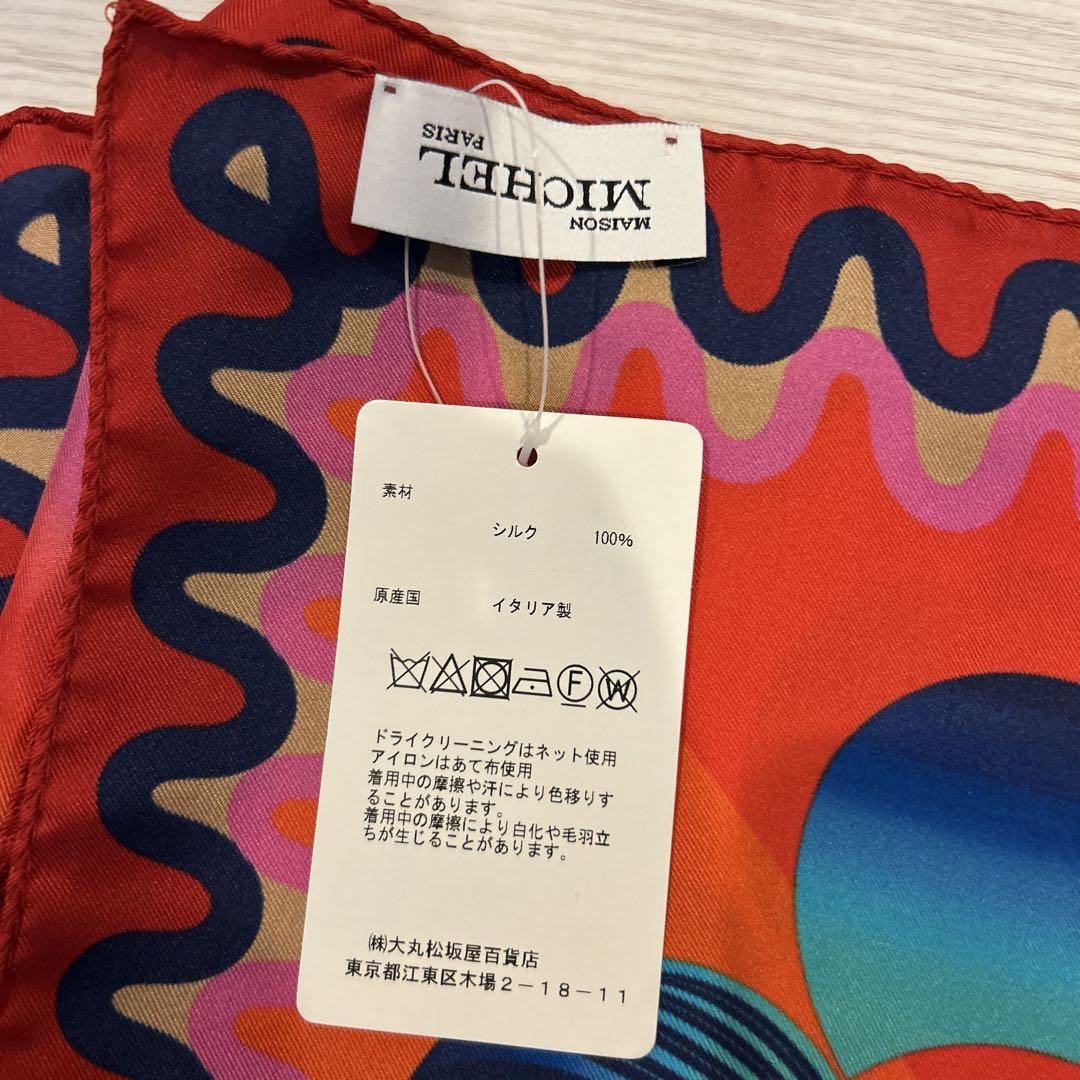 MAISON
MICHEL
PARIS
素材
シルク 100%
原産国 イタリア製
F W
ドライクリーニングはネット使用
アイロンはあて布使用
着用中の摩擦や汗により色移りす
ることがあります。
着用中の摩擦により白化や毛羽立
ちが生じることがあります。
㈱大丸松坂屋百貨店
東京都江東区木場2－18－11